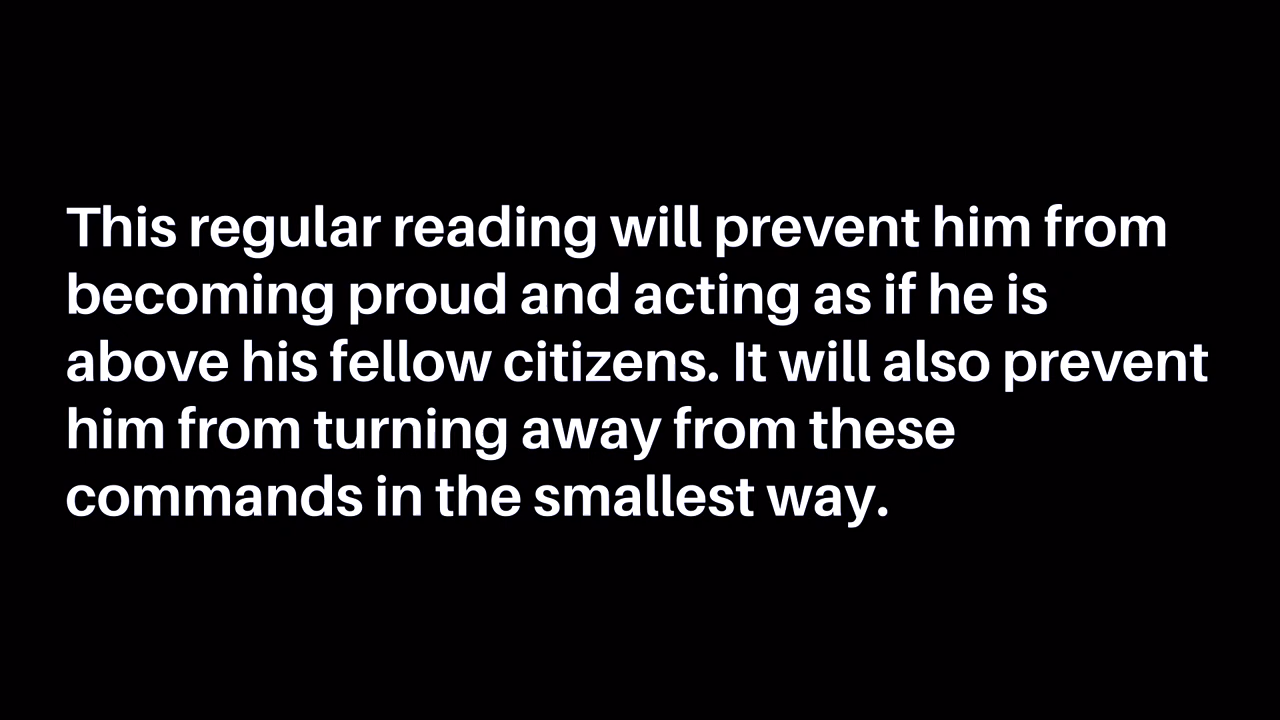 This regular reading will prevent him from
becoming proud and acting as if he is
above his fellow citizens. It will also prevent
him from turning away from these
commands in the smallest way.